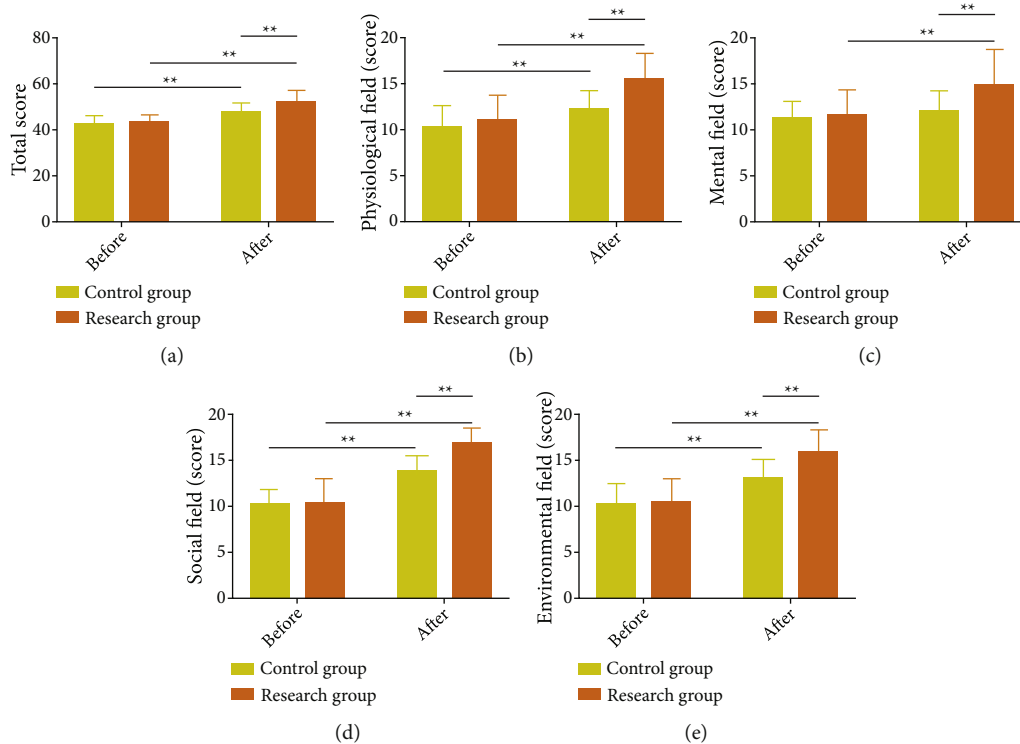 Total score
80
60
40
20
0
**
**
**
Before
After
Control group
Research group
(a)
Physiological field (score)
20
15
10
5
0
**
**
**
Before
After
Control group
Research group
(b)
Mental field (score)
20
15
10
5
0
**
**
Before
After
Control group
Research group
(c)
Social field (score)
20
15
10
5
0
**
**
**
Before
After
Control group
Research group
(d)
Environmental field (score)
20
15
10
5
0
**
**
**
Before
After
Control group
Research group
(e)